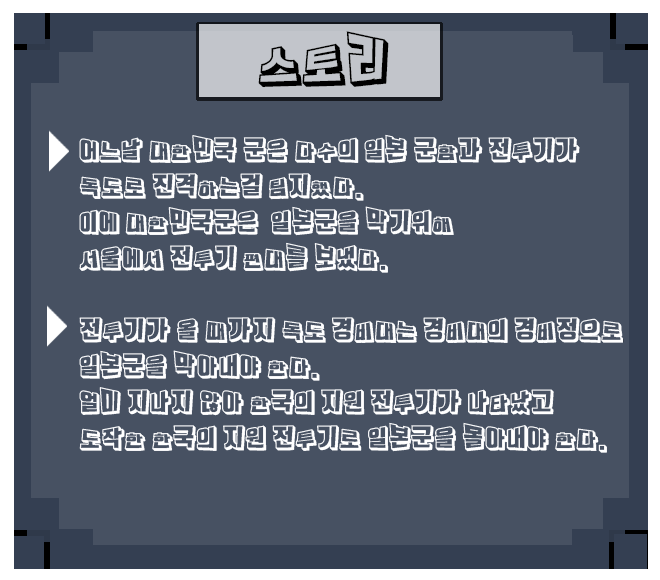 스토리
어느날 대한민국 군은 다수의 일본 군함과 전투기가
독도로 진격하는걸 탐지했다.
이에 대한민국군은 일본군을 막기위해
서울에서 전투기 편대를 보냈다.
전투기가 올 때까지 독도 경비대는 경비대의 경비정으로
일본군을 막아내야 한다.
얼마 지나지 않아 한국의 지원 전투기가 나타났고
도착한 한국의 지원 전투기로 일본군을 몰아내야 한다.